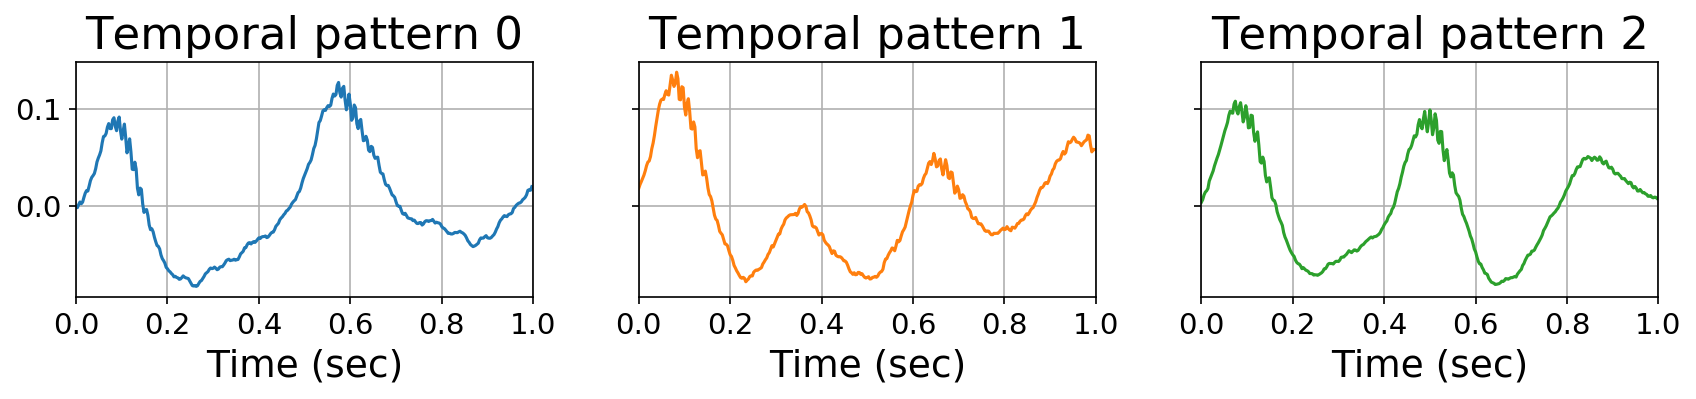 Temporal pattern 0 Temporal pattern 1 Temporal pattern 2
0.1
0.0
0.0 0.2 0.4 0.6 0.8 1.0 0.0 0.2 0.4 0.6 0.8 1.0 0.0 0.2 0.4 0.6 0.8 1.0
Time (sec) Time (sec) Time (sec)